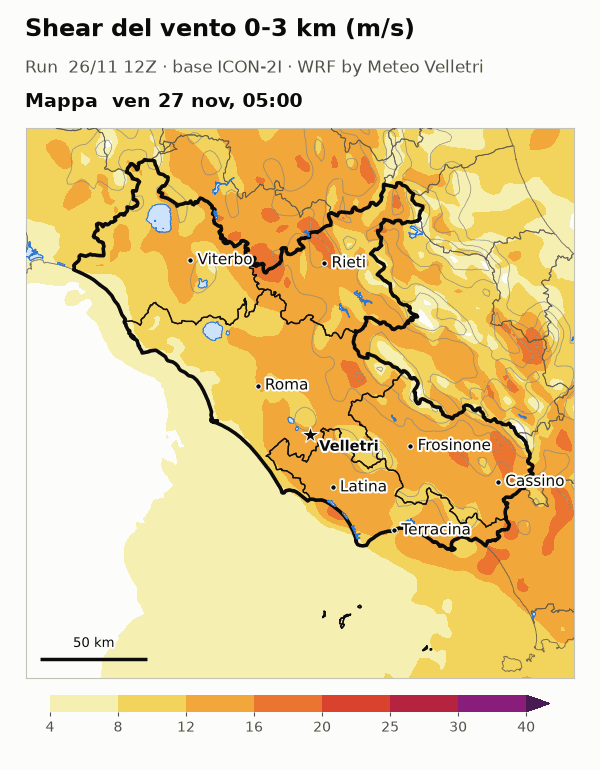 Shear del vento 0-3 km (m/s)
Run  26/11 12Z · base ICON-2I · WRF by Meteo Velletri
Mappa  ven 27 nov, 05:00
Viterbo
Rieti
Roma
Velletri
Frosinone
Latina
Cassino
Terracina
50 km
4 8 12 16 20 25 30 40